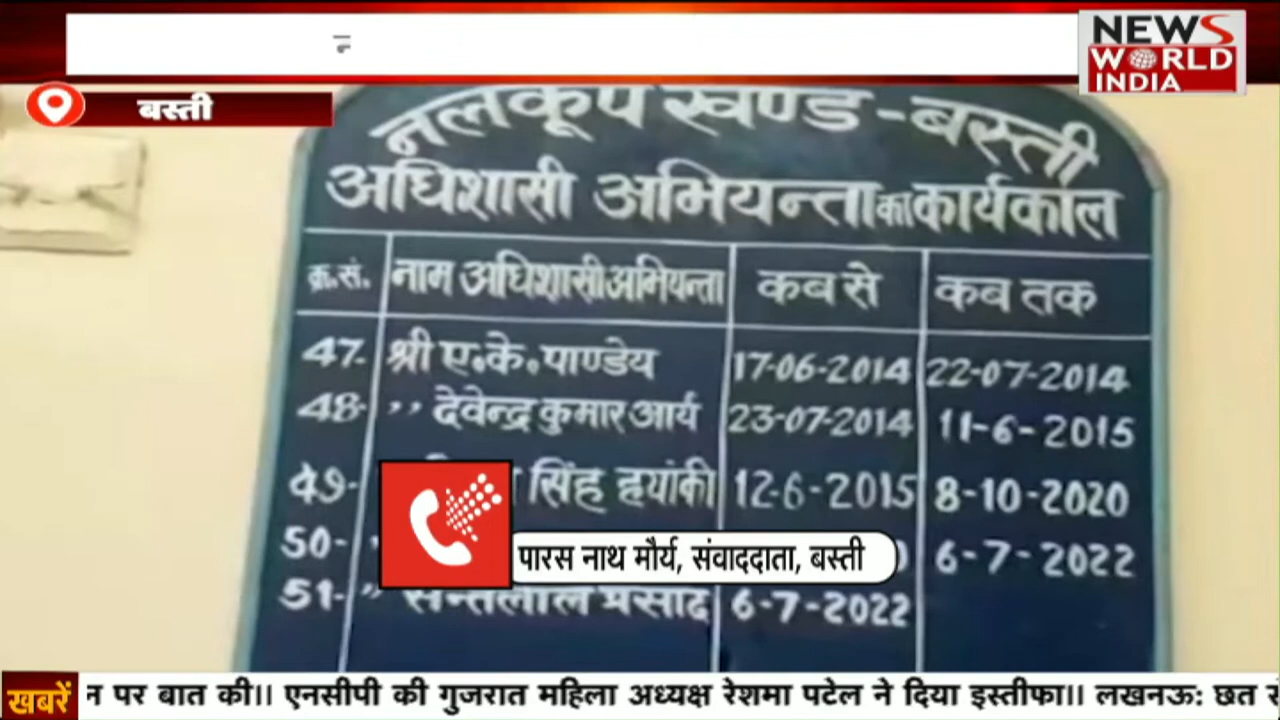 NEWS
WORLD
INDIA
बस्ती
नलकूप खण्ड-बस्ती
अधिशासी अभियन्ता का कार्यकाल
क्र.सं. नाम अधिशासी अभियन्ता कब से कब तक
47- श्री ए.के.पाण्डेय 17-06-2014 22-07-2014
48- ,, देवेन्द्र कुमार आर्य 23-07-2014 11-6-2015
49- सिंह हयांकी 12-6-2015 8-10-2020
50- 6-7-2022
पारस नाथ मौर्य, संवाददाता, बस्ती
51- ,, सन्तलाल प्रसाद 6-7-2022
खबरें
न पर बात की।। एनसीपी की गुजरात महिला अध्यक्ष रेशमा पटेल ने दिया इस्तीफा।। लखनऊ: छत